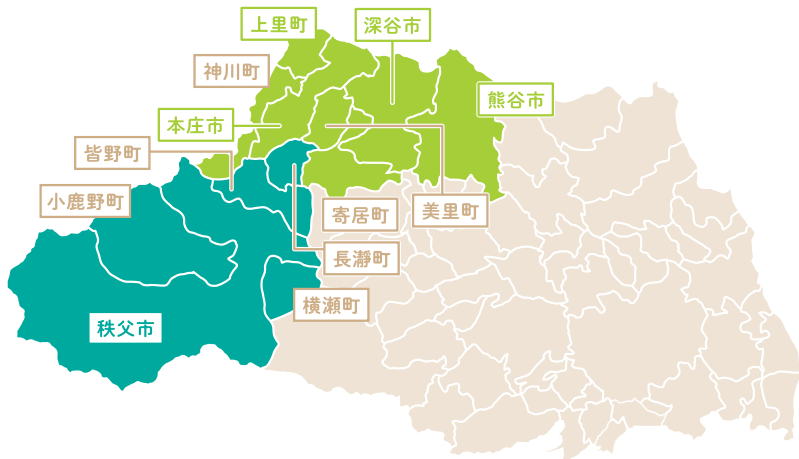 上里町
深谷市
神川町
熊谷市
本庄市
皆野町
小鹿野町
寄居町
美里町
長瀞町
横瀬町
秩父市